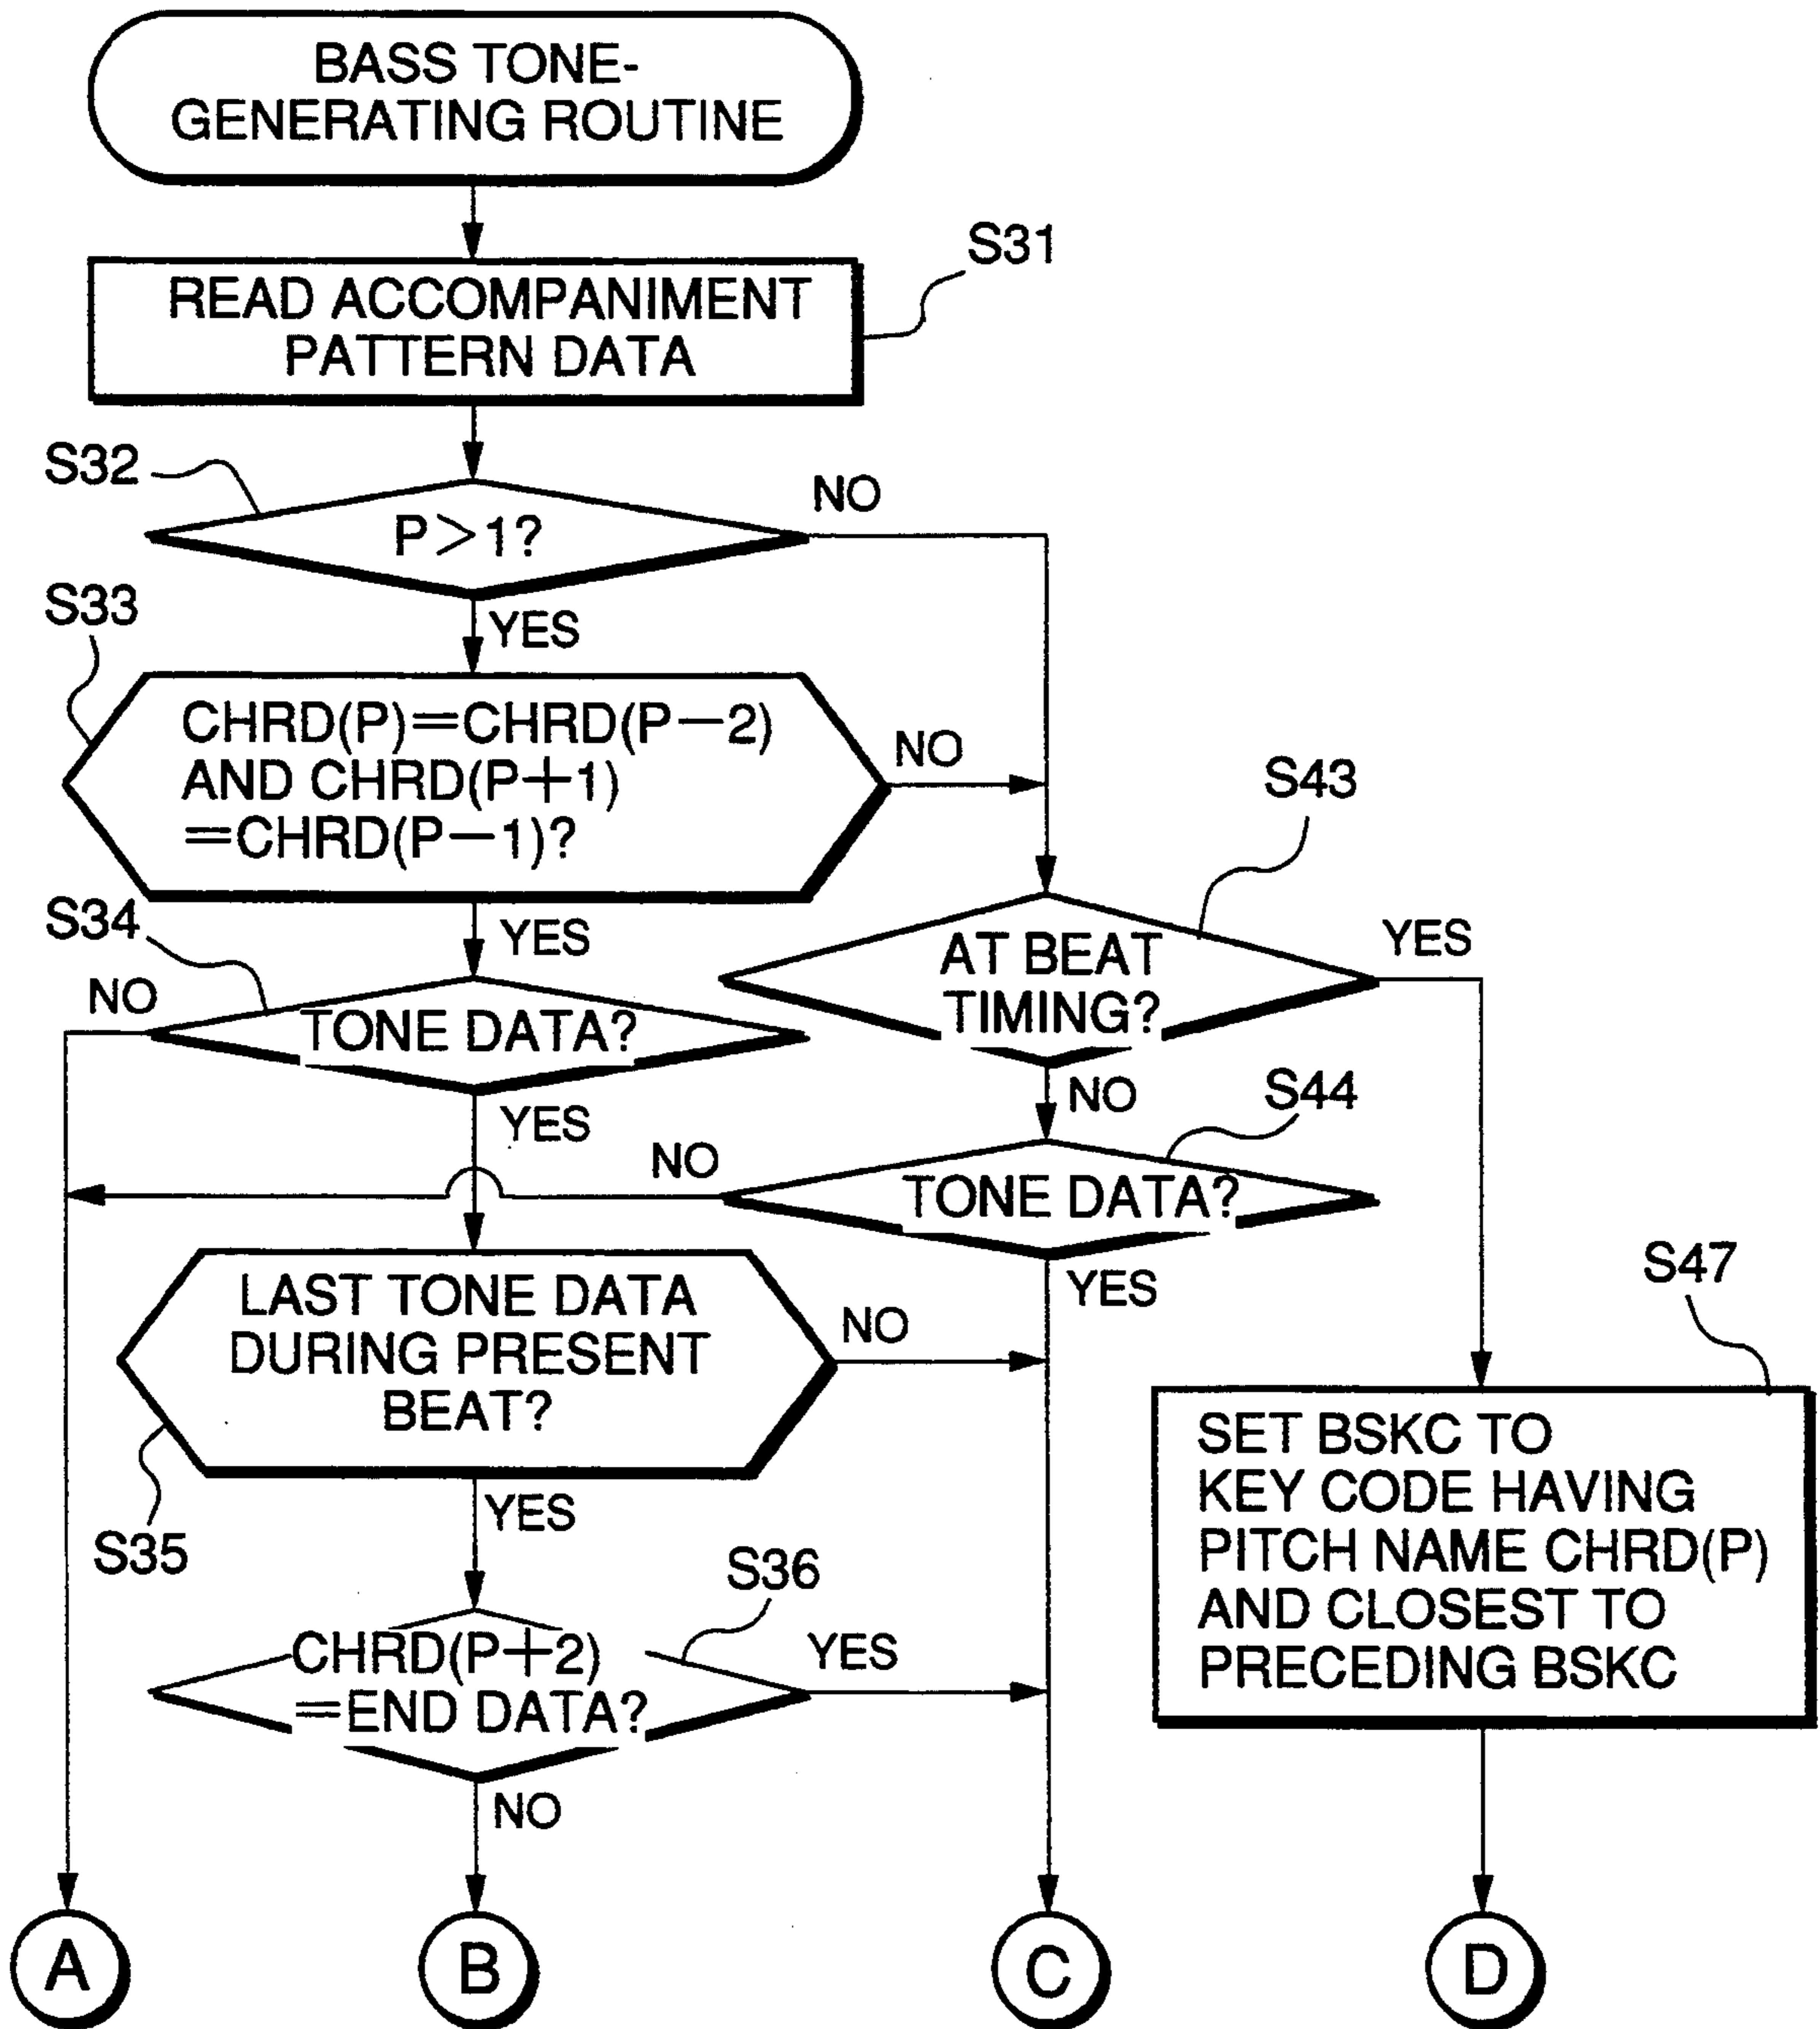 BASS TONE-
GENERATING ROUTINE
S31
READ ACCOMPANIMENT
PATTERN DATA
S32
NO
P>1?
YES
S33
CHRD(P)=CHRD(P-2)
AND CHRD(P+1)
=CHRD(P-1)?
NO
S43
YES
S34
NO
TONE DATA?
YES
AT BEAT
TIMING?
YES
NO
S44
NO
TONE DATA?
YES
LAST TONE DATA
DURING PRESENT
BEAT?
NO
S35
YES
S47
SET BSKC TO
KEY CODE HAVING
PITCH NAME CHRD(P)
AND CLOSEST TO
PRECEDING BSKC
S36
CHRD(P+2)
=END DATA?
YES
NO
A
B
C
D